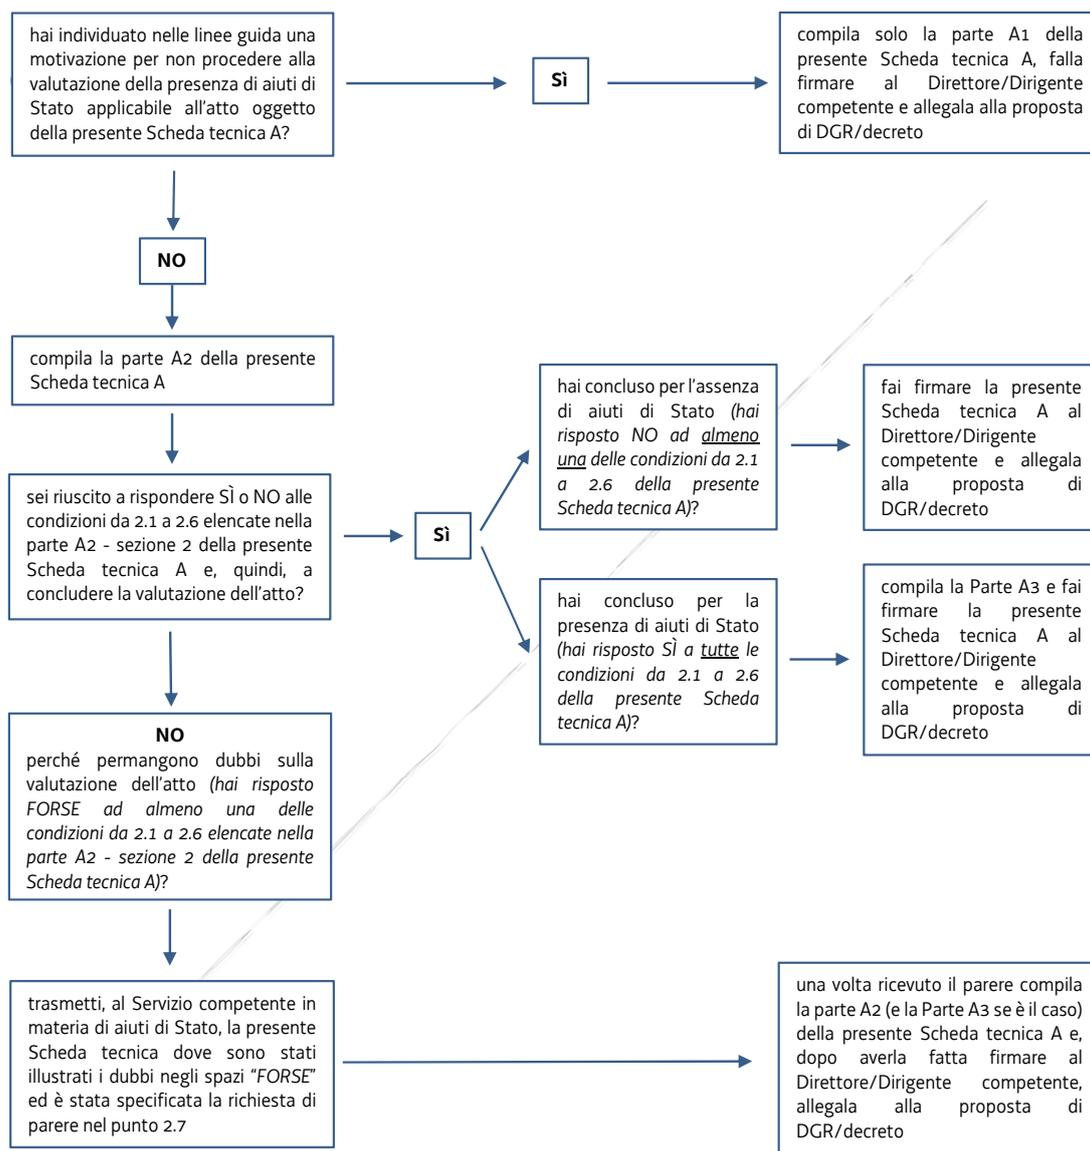 hai individuato nelle linee guida una
motivazione per non procedere alla
valutazione della presenza di aiuti di
Stato applicabile all'atto oggetto
della presente Scheda tecnica A?
Sì
compila solo la parte A1 della
presente Scheda tecnica A, falla
firmare al Direttore/Dirigente
competente e allegala alla proposta
di DGR/decreto
NO
compila la parte A2 della presente
Scheda tecnica A
sei riuscito a rispondere SÌ o NO alle
condizioni da 2.1 a 2.6 elencate nella
parte A2 - sezione 2 della presente
Scheda tecnica A e, quindi, a
concludere la valutazione dell'atto?
Sì
hai concluso per l'assenza
di aiuti di Stato (hai
risposto NO ad almeno
una delle condizioni da 2.1
a 2.6 della presente
Scheda tecnica A)?
fai firmare la presente
Scheda tecnica A al
Direttore/Dirigente
competente e allegala
alla proposta di
DGR/decreto
hai concluso per la
presenza di aiuti di Stato
(hai risposto SÌ a tutte le
condizioni da 2.1 a 2.6
della presente Scheda
tecnica A)?
compila la Parte A3 e fai
firmare la presente
Scheda tecnica A al
Direttore/Dirigente
competente e allegala
alla proposta di
DGR/decreto
NO
perché permangono dubbi sulla
valutazione dell'atto (hai risposto
FORSE ad almeno una delle
condizioni da 2.1 a 2.6 elencate nella
parte A2 - sezione 2 della presente
Scheda tecnica A)?
trasmetti, al Servizio competente in
materia di aiuti di Stato, la presente
Scheda tecnica dove sono stati
illustrati i dubbi negli spazi "FORSE"
ed è stata specificata la richiesta di
parere nel punto 2.7
una volta ricevuto il parere compila
la parte A2 (e la Parte A3 se è il caso)
della presente Scheda tecnica A e,
dopo averla fatta firmare al
Direttore/Dirigente competente,
allegala alla proposta di
DGR/decreto